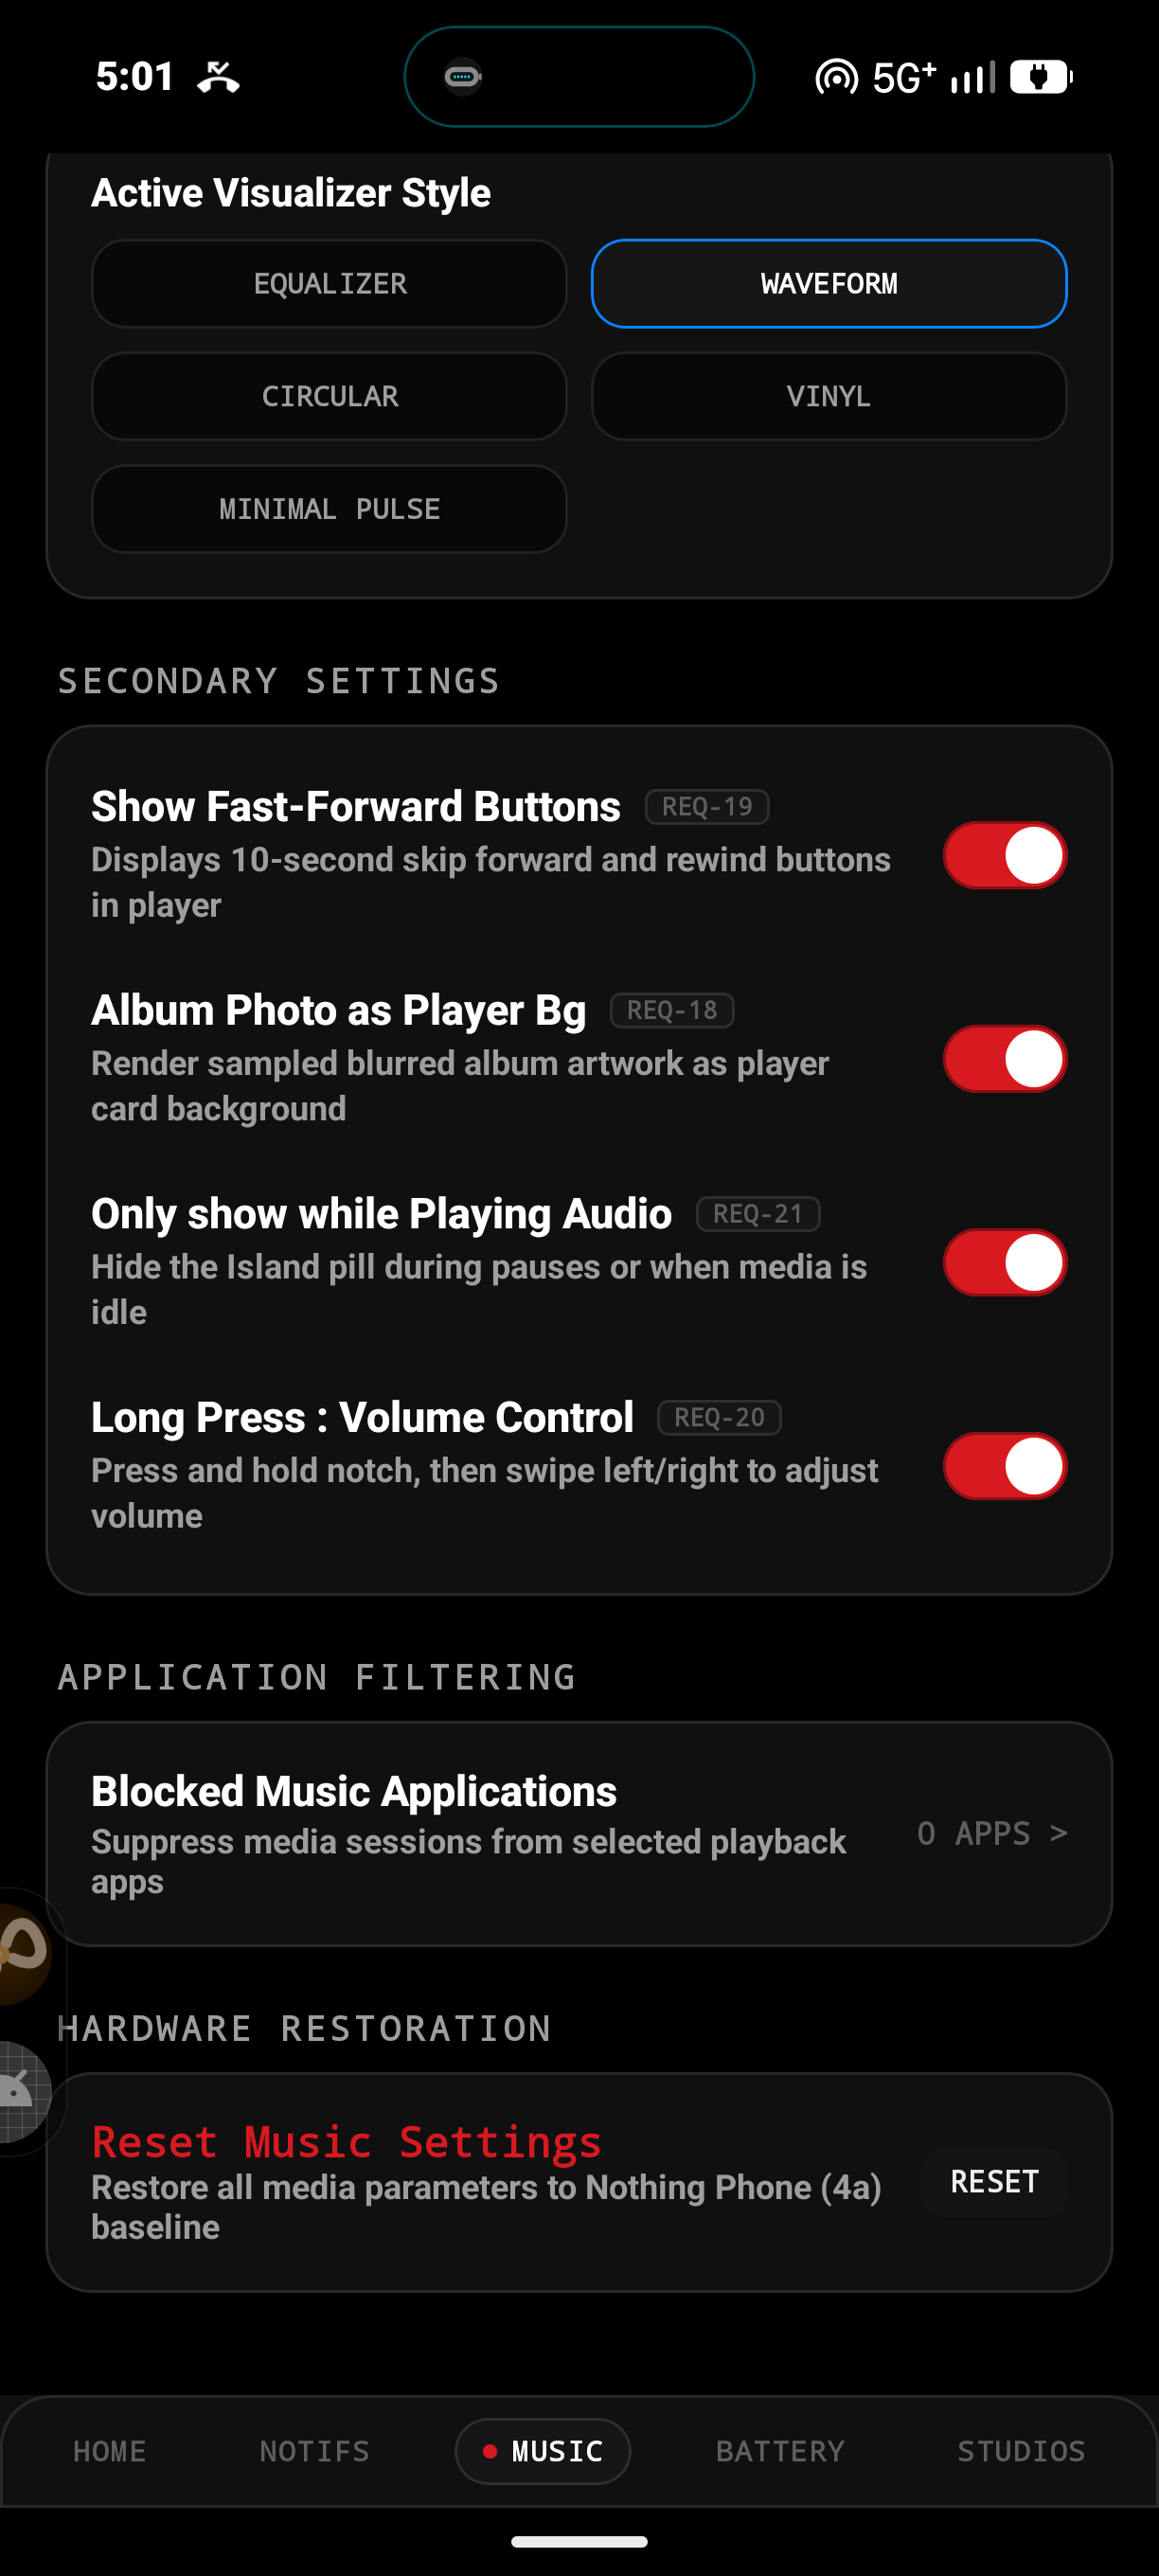 5:01
5G+
Active Visualizer Style
EQUALIZER
WAVEFORM
CIRCULAR
VINYL
MINIMAL PULSE
SECONDARY SETTINGS
Show Fast-Forward Buttons REQ-19
Displays 10-second skip forward and rewind buttons
in player
Album Photo as Player Bg REQ-18
Render sampled blurred album artwork as player
card background
Only show while Playing Audio REQ-21
Hide the Island pill during pauses or when media is
idle
Long Press : Volume Control REQ-20
Press and hold notch, then swipe left/right to adjust
volume
APPLICATION FILTERING
Blocked Music Applications
Suppress media sessions from selected playback
apps
0 APPS >
HARDWARE RESTORATION
Reset Music Settings
Restore all media parameters to Nothing Phone (4a)
baseline
RESET
HOME
NOTIFS
MUSIC
BATTERY
STUDIOS